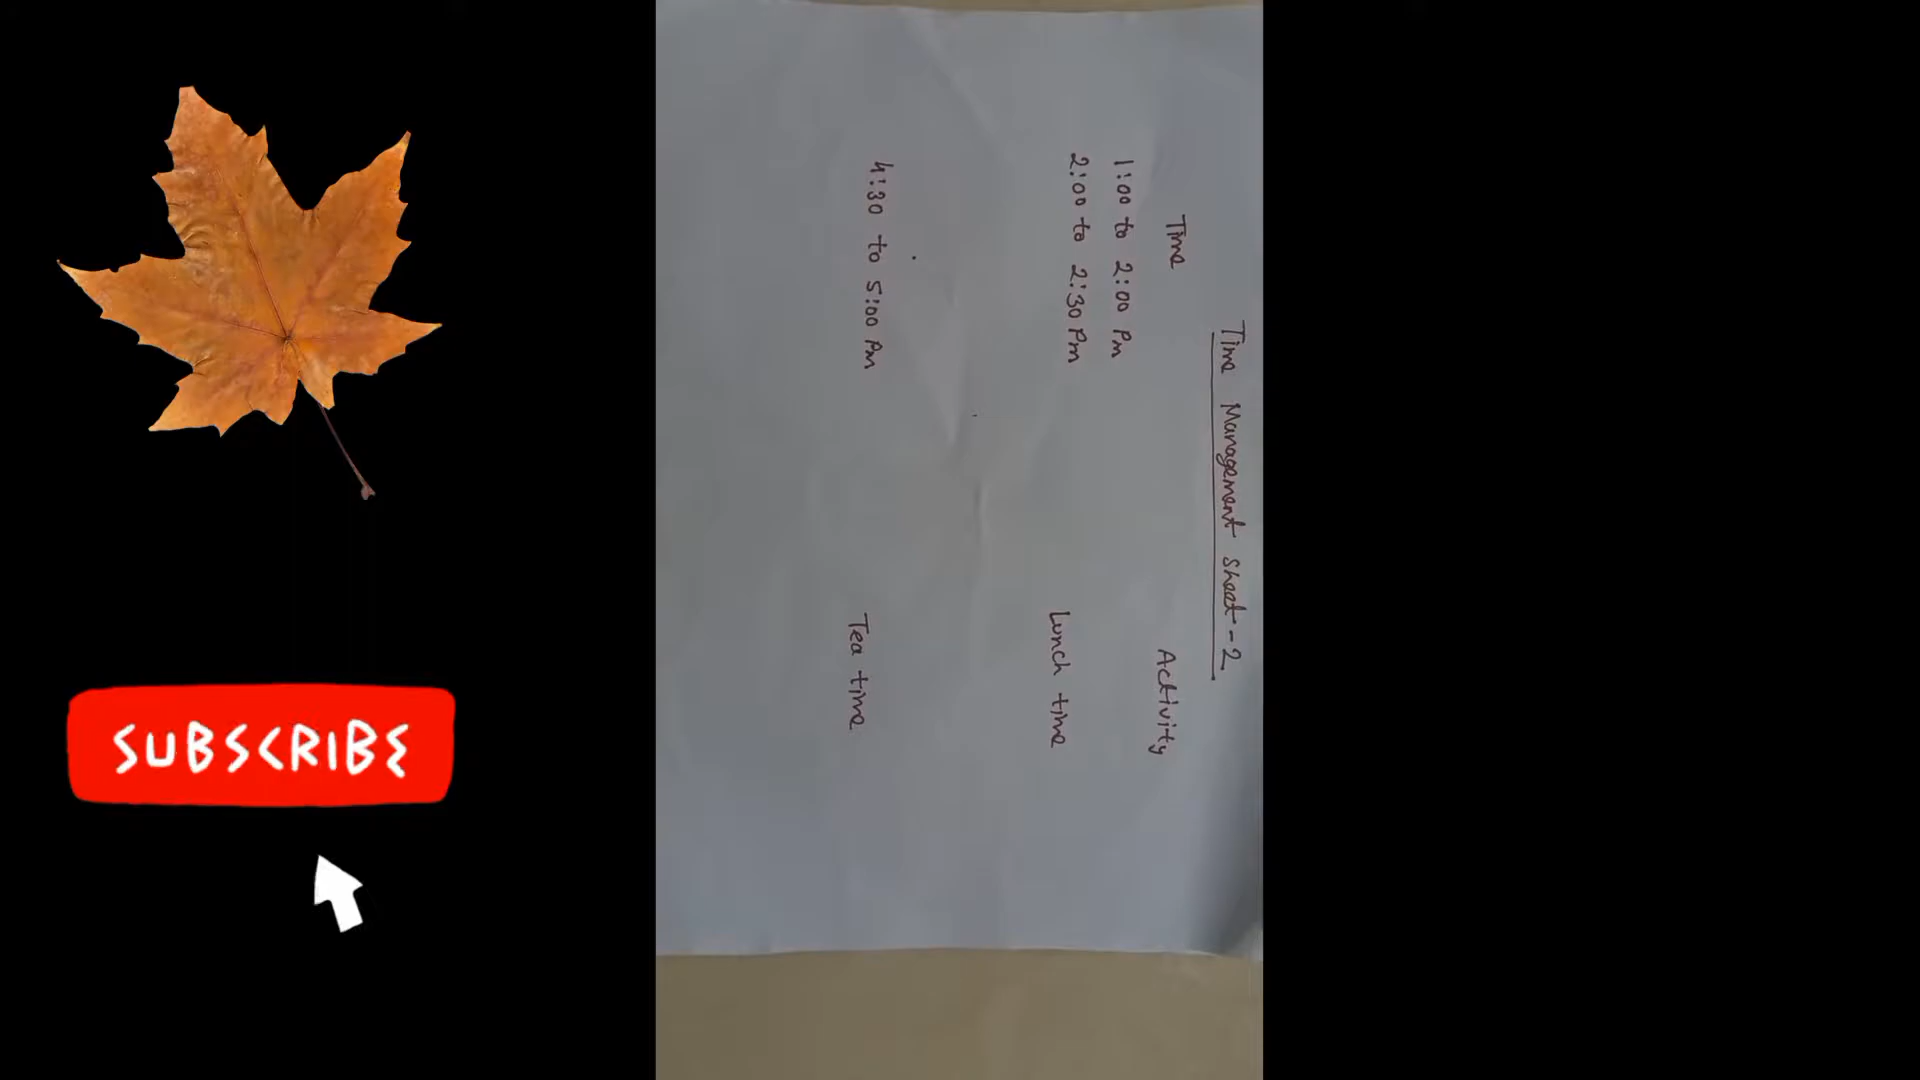 Time Management Sheet - 2
Time Activity
1:00 to 2:00 Pm
2:00 to 2:30 Pm Lunch time
4:30 to 5:00 Pm Tea time
SUBSCRIBE